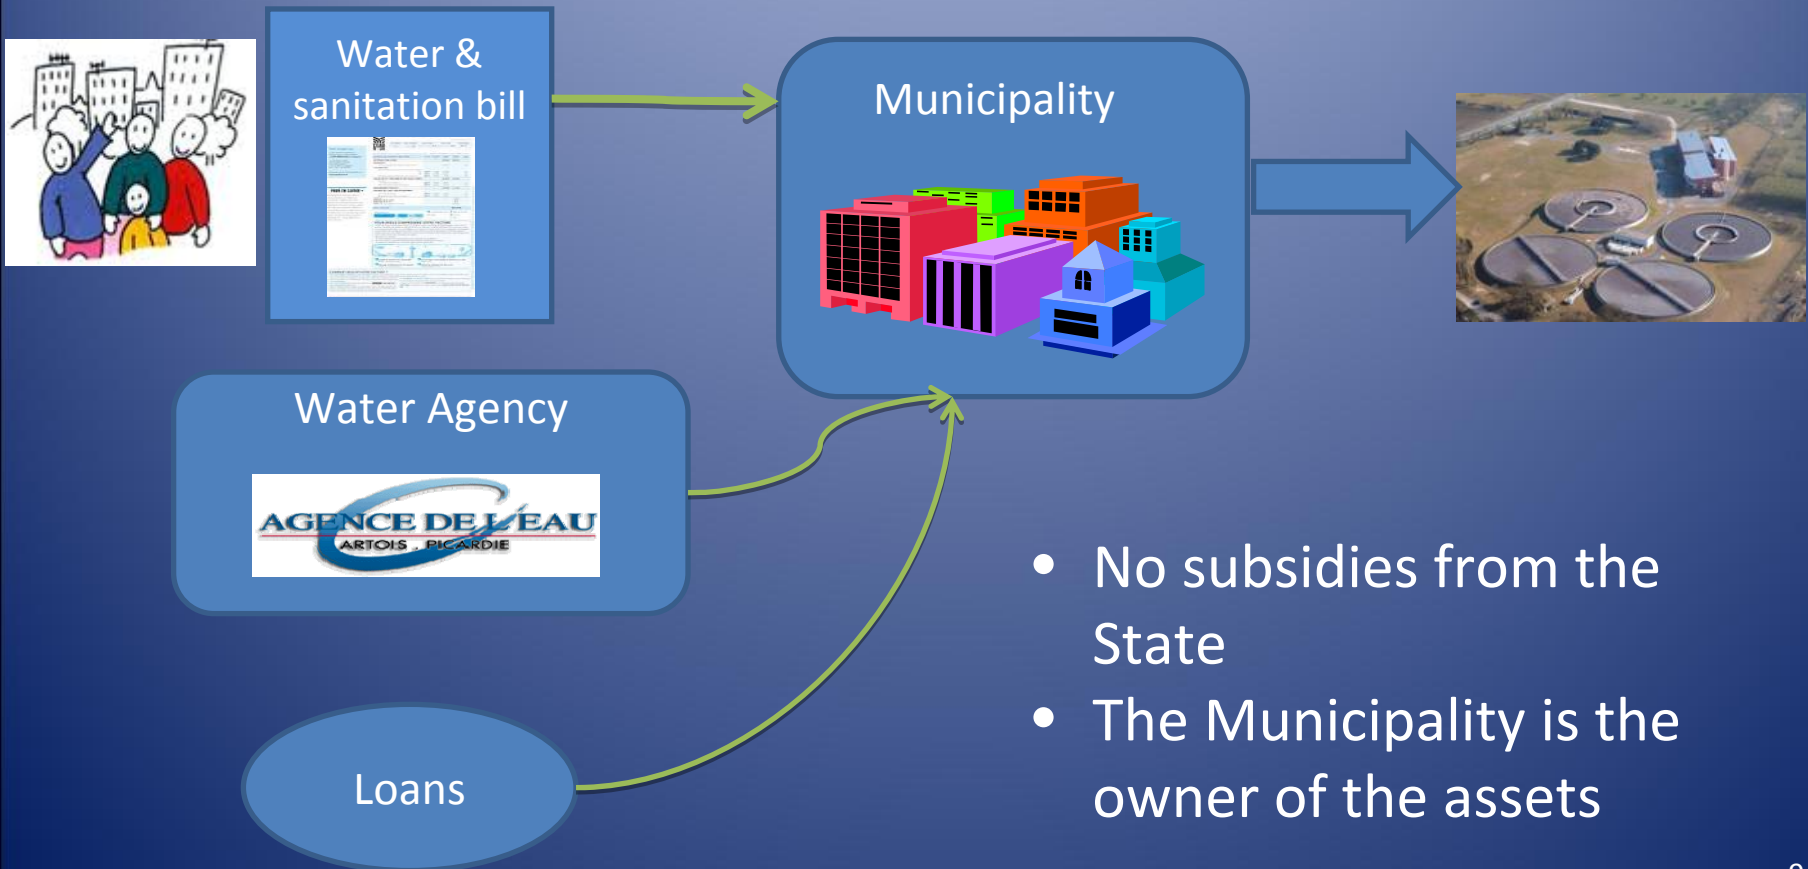 Water &
sanitation bill
Municipality
Water Agency
AGENCE DE L'EAU
ARTOIS . PICARDIE
Loans
• No subsidies from the
State
• The Municipality is the
owner of the assets